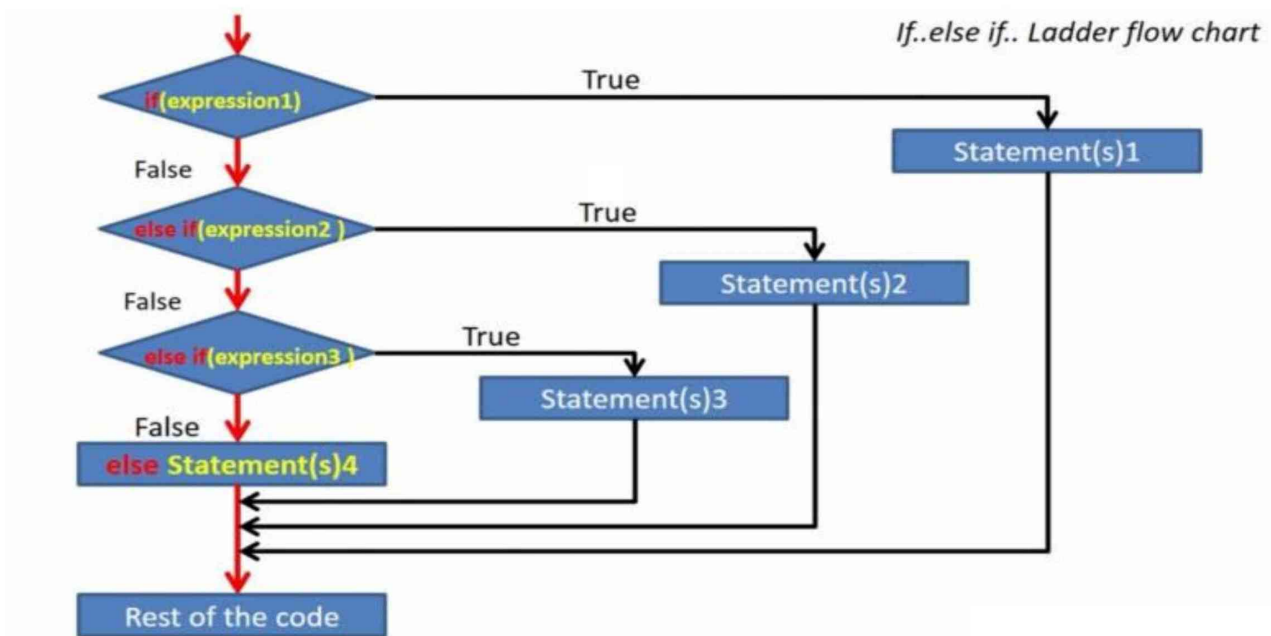 If..else if.. Ladder flow chart
if(expression1)
True
Statement(s)1
False
else if(expression2 )
True
Statement(s)2
False
else if(expression3 )
True
Statement(s)3
False
else Statement(s)4
Rest of the code